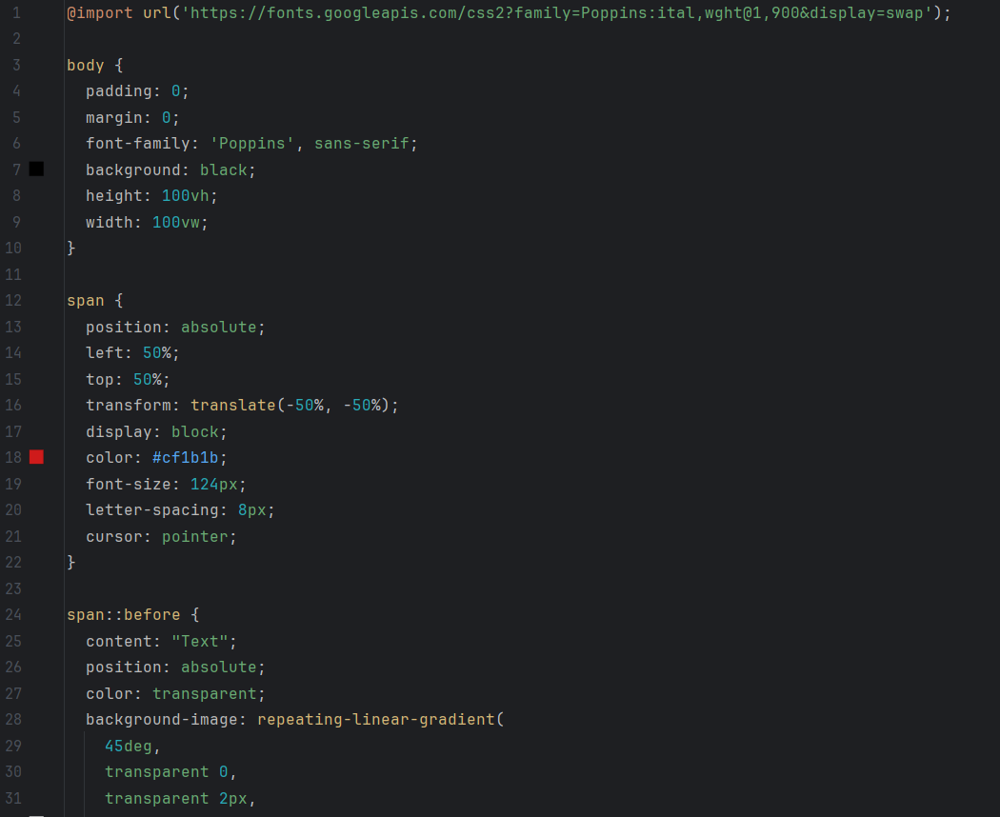 1 @import url('https://fonts.googleapis.com/css2?family=Poppins:ital,wght@1,900&display=swap');
2
3 body {
4   padding: 0;
5   margin: 0;
6   font-family: 'Poppins', sans-serif;
7   background: black;
8   height: 100vh;
9   width: 100vw;
10 }
11
12 span {
13   position: absolute;
14   left: 50%;
15   top: 50%;
16   transform: translate(-50%, -50%);
17   display: block;
18   color: #cf1b1b;
19   font-size: 124px;
20   letter-spacing: 8px;
21   cursor: pointer;
22 }
23
24 span::before {
25   content: "Text";
26   position: absolute;
27   color: transparent;
28   background-image: repeating-linear-gradient(
29     45deg,
30     transparent 0,
31     transparent 2px,